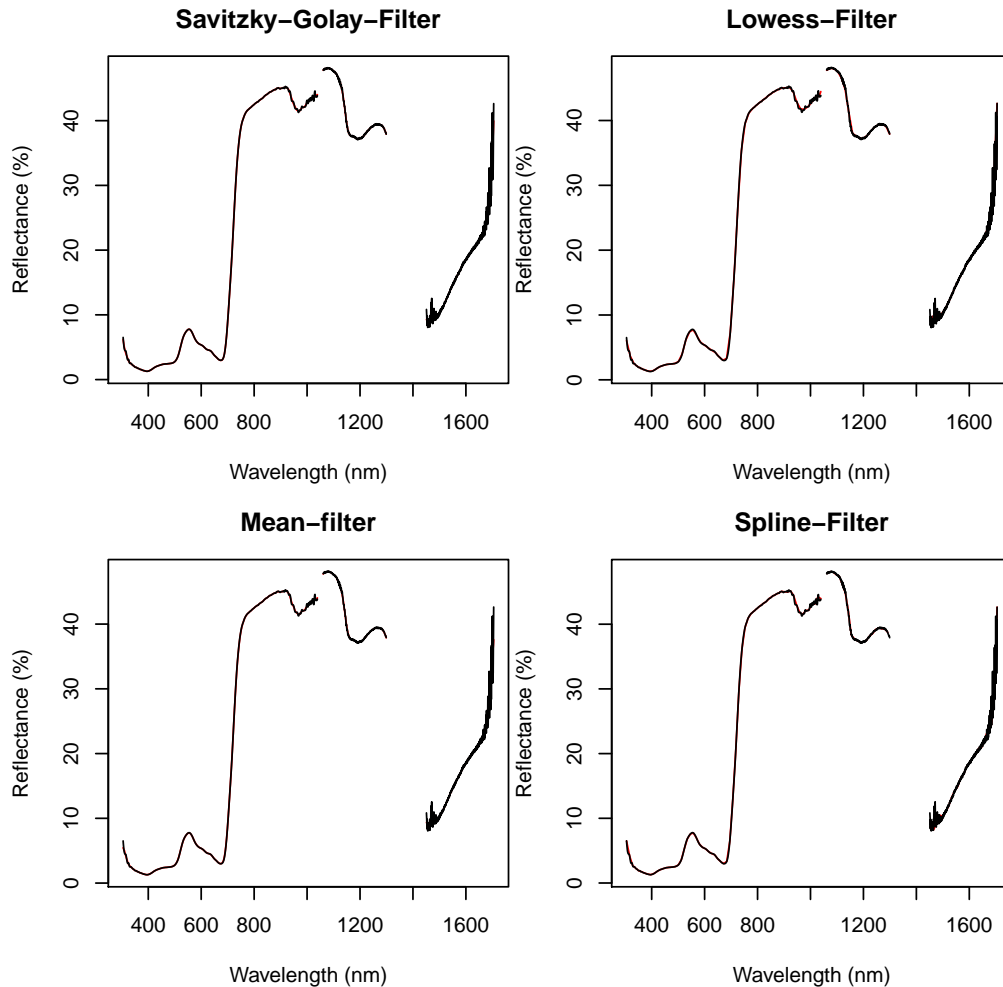 Savitzky−Golay−Filter
Reflectance (%)
40
30
20
10
0
400 600 800 1200 1600
Wavelength (nm)
Lowess−Filter
Reflectance (%)
40
30
20
10
0
400 600 800 1200 1600
Wavelength (nm)
Mean−filter
Reflectance (%)
40
30
20
10
0
400 600 800 1200 1600
Wavelength (nm)
Spline−Filter
Reflectance (%)
40
30
20
10
0
400 600 800 1200 1600
Wavelength (nm)